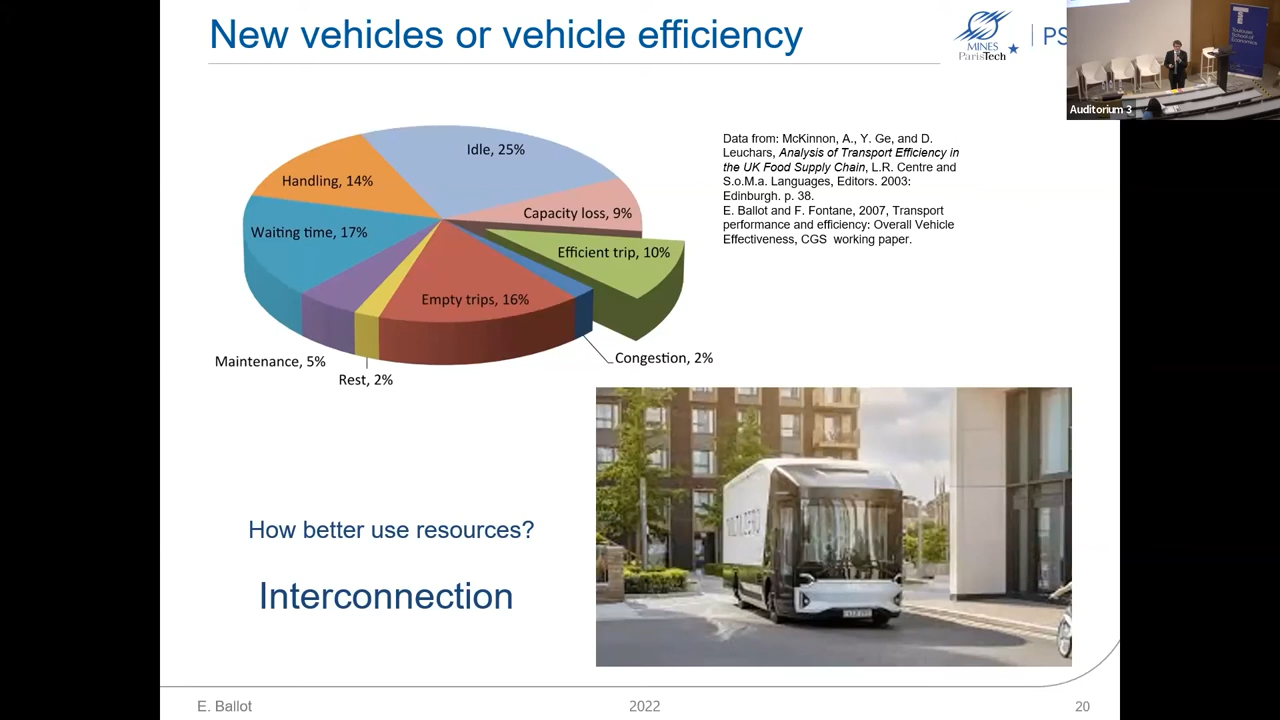 New vehicles or vehicle efficiency
MINES
ParisTech
PS
Auditorium 3
Idle, 25%
Handling, 14%
Capacity loss, 9%
Waiting time, 17%
Efficient trip, 10%
Empty trips, 16%
Congestion, 2%
Maintenance, 5%
Rest, 2%
Data from: McKinnon, A., Y. Ge, and D.
Leuchars, Analysis of Transport Efficiency in
the UK Food Supply Chain, L.R. Centre and
S.o.M.a. Languages, Editors. 2003:
Edinburgh. p. 38.
E. Ballot and F. Fontane, 2007, Transport
performance and efficiency: Overall Vehicle
Effectiveness, CGS working paper.
How better use resources?
Interconnection
E. Ballot
2022
20